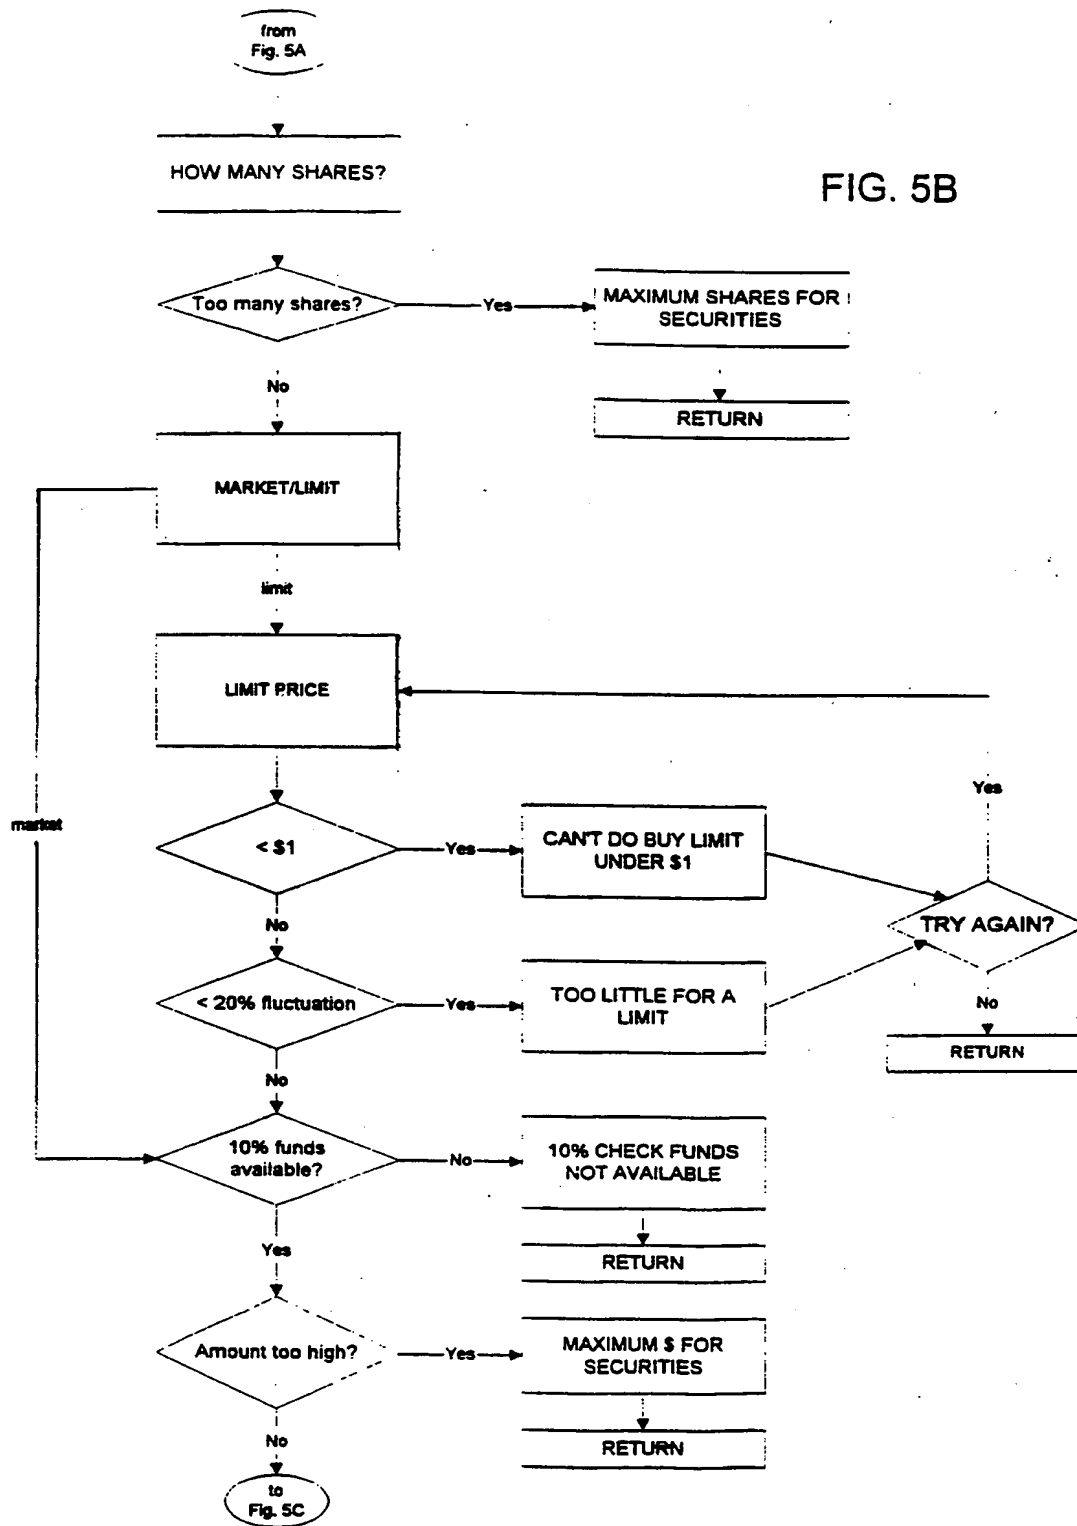 from
Fig. 5A
HOW MANY SHARES?
FIG. 5B
Too many shares?
Yes
MAXIMUM SHARES FOR
SECURITIES
No
RETURN
MARKET/LIMIT
limit
LIMIT PRICE
Yes
market
< $1
Yes
CAN'T DO BUY LIMIT
UNDER $1
TRY AGAIN?
No
< 20% fluctuation
Yes
TOO LITTLE FOR A
LIMIT
No
RETURN
No
10% funds
available?
No
10% CHECK FUNDS
NOT AVAILABLE
Yes
RETURN
Amount too high?
Yes
MAXIMUM $ FOR
SECURITIES
No
RETURN
to
Fig. 5C